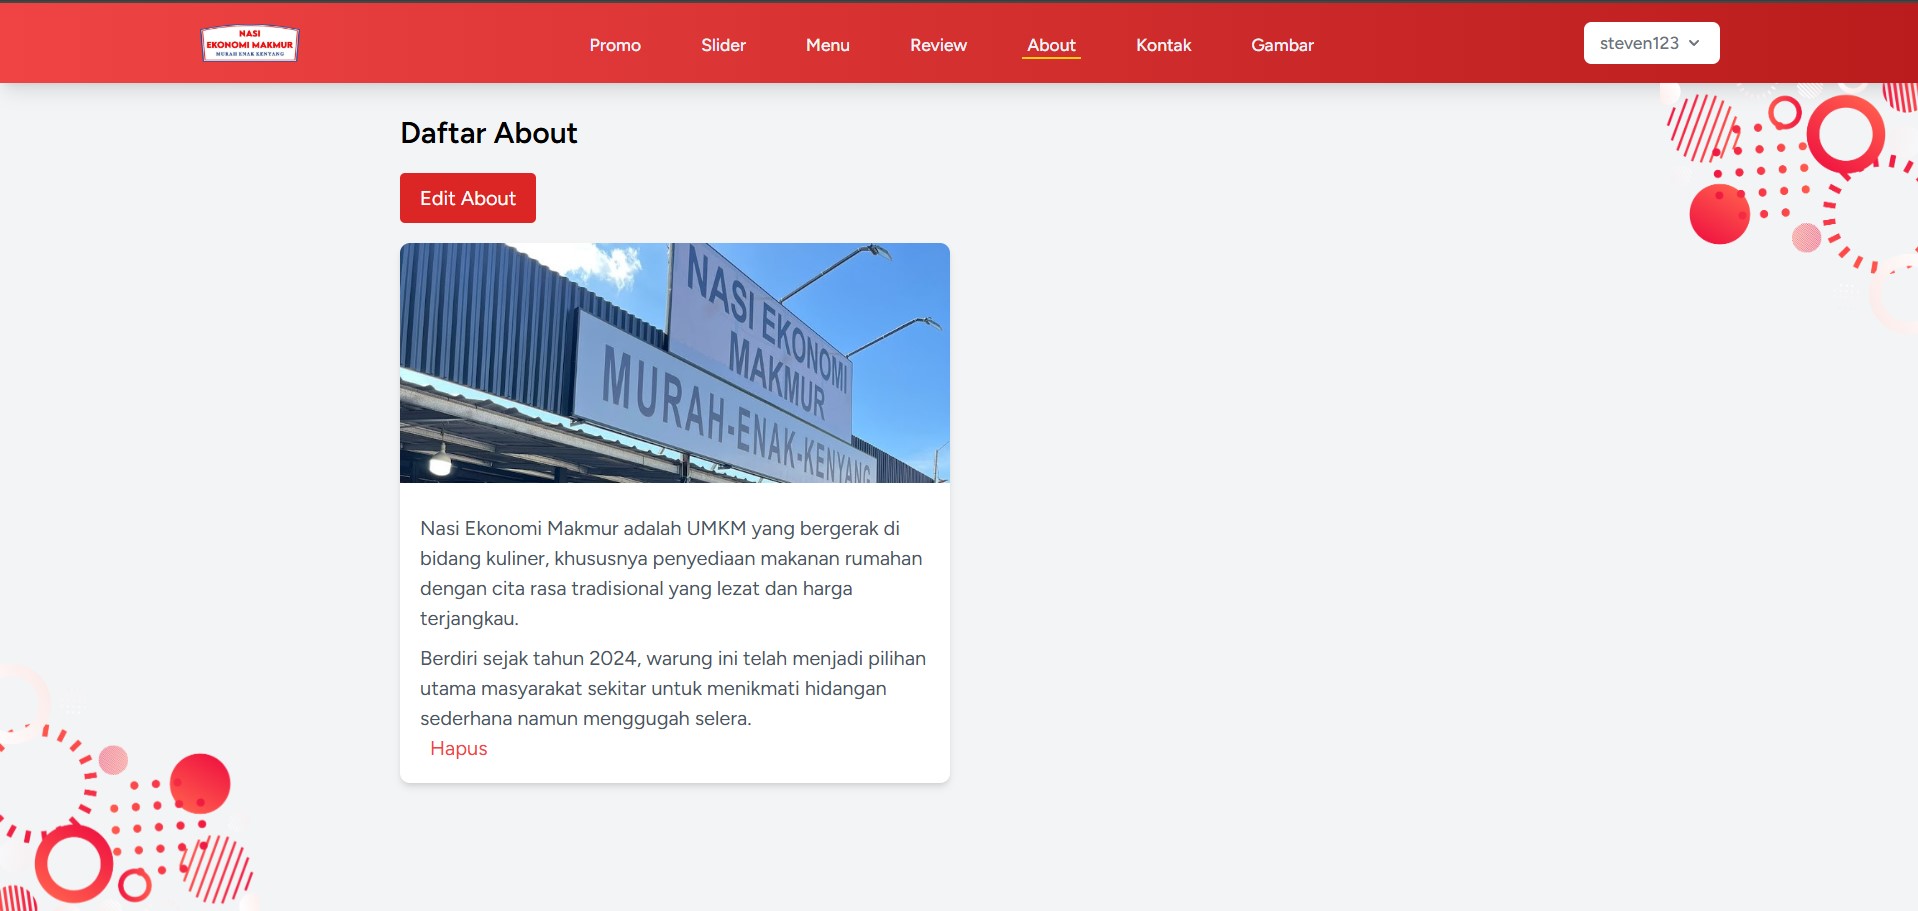 NASI
EKONOMI MAKMUR
MURAH ENAK KENYANG
Promo
Slider
Menu
Review
About
Kontak
Gambar
steven123
Daftar About
Edit About
NASI EKONOMI
MAKMUR
MURAH-ENAK-KENYANG
Nasi Ekonomi Makmur adalah UMKM yang bergerak di
bidang kuliner, khususnya penyediaan makanan rumahan
dengan cita rasa tradisional yang lezat dan harga
terjangkau.
Berdiri sejak tahun 2024, warung ini telah menjadi pilihan
utama masyarakat sekitar untuk menikmati hidangan
sederhana namun menggugah selera.
Hapus